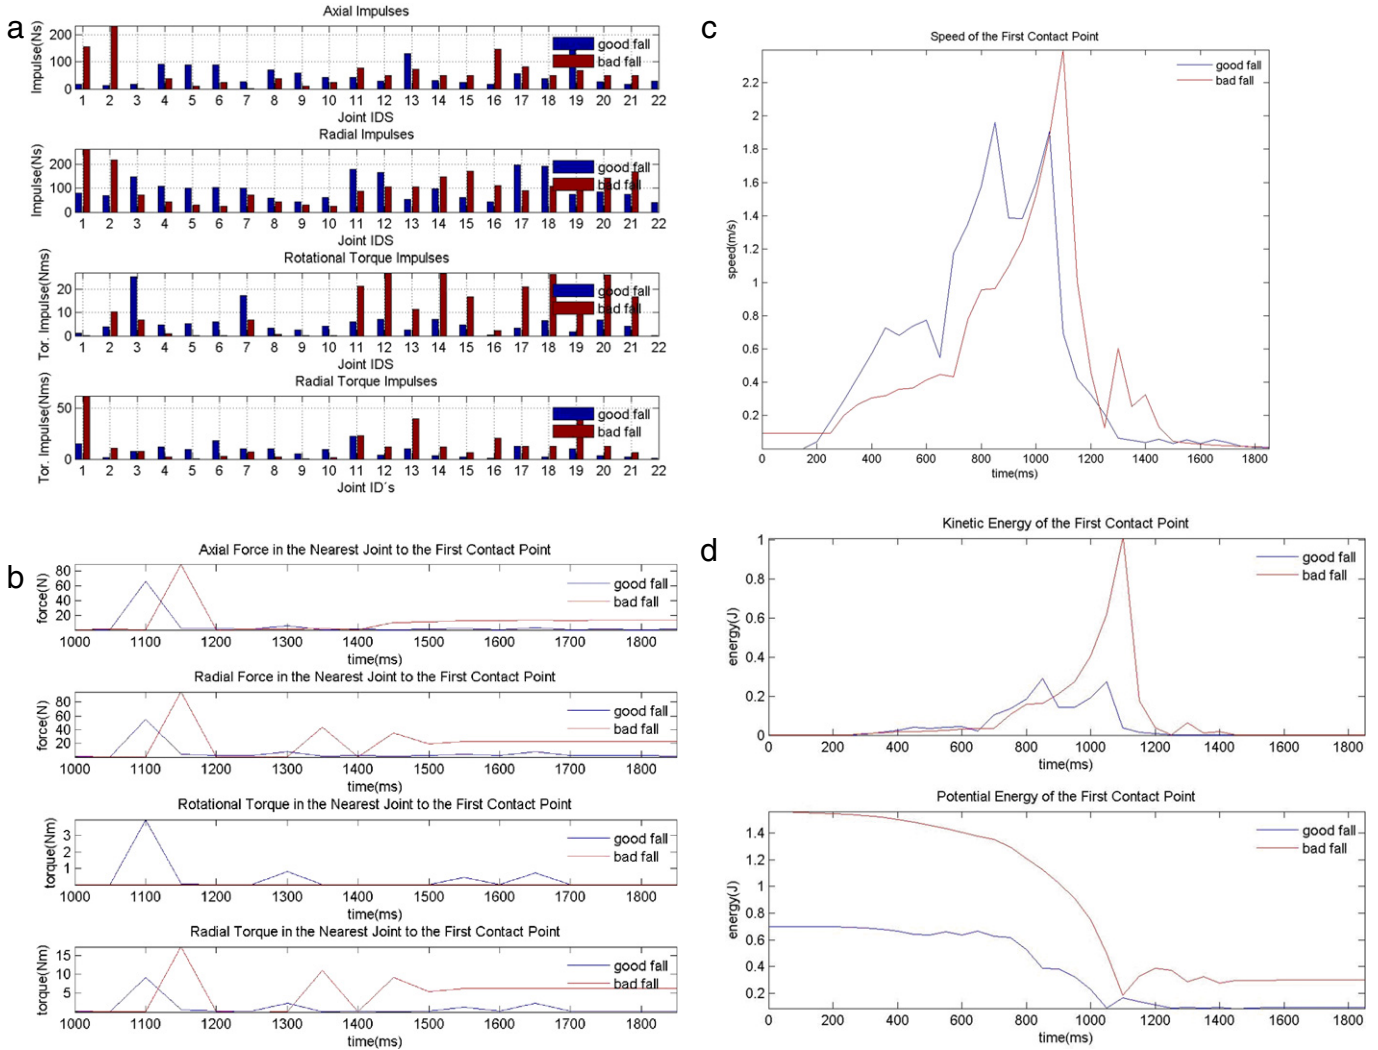 a
Axial Impulses
Impulse(Ns)
200
100
0
good fall
bad fall
1 2 3 4 5 6 7 8 9 10 11 12 13 14 15 16 17 18 19 20 21 22
Joint IDS
Radial Impulses
Impulse(Ns)
200
100
0
good fall
bad fall
1 2 3 4 5 6 7 8 9 10 11 12 13 14 15 16 17 18 19 20 21 22
Joint IDS
Rotational Torque Impulses
Tor. Impulse(Nms)
20
10
0
good fall
bad fall
1 2 3 4 5 6 7 8 9 10 11 12 13 14 15 16 17 18 19 20 21 22
Joint IDS
Radial Torque Impulses
Tor. Impulse(Nms)
50
0
good fall
bad fall
1 2 3 4 5 6 7 8 9 10 11 12 13 14 15 16 17 18 19 20 21 22
Joint ID´s
b
Axial Force in the Nearest Joint to the First Contact Point
force(N)
80
60
40
20
good fall
bad fall
1000 1100 1200 1300 1400 1500 1600 1700 1800
time(ms)
Radial Force in the Nearest Joint to the First Contact Point
force(N)
80
60
40
20
good fall
bad fall
1000 1100 1200 1300 1400 1500 1600 1700 1800
time(ms)
Rotational Torque in the Nearest Joint to the First Contact Point
torque(Nm)
3
2
1
good fall
bad fall
1000 1100 1200 1300 1400 1500 1600 1700 1800
time(ms)
Radial Torque in the Nearest Joint to the First Contact Point
torque(Nm)
15
10
5
good fall
bad fall
1000 1100 1200 1300 1400 1500 1600 1700 1800
time(ms)
c
Speed of the First Contact Point
speed(m/s)
2.2
2
1.8
1.6
1.4
1.2
1
0.8
0.6
0.4
0.2
good fall
bad fall
0 200 400 600 800 1000 1200 1400 1600 1800
time(ms)
d
Kinetic Energy of the First Contact Point
energy(J)
1
0.8
0.6
0.4
0.2
0
good fall
bad fall
0 200 400 600 800 1000 1200 1400 1600 1800
time(ms)
Potential Energy of the First Contact Point
energy(J)
1.4
1.2
1
0.8
0.6
0.4
0.2
good fall
bad fall
0 200 400 600 800 1000 1200 1400 1600 1800
time(ms)